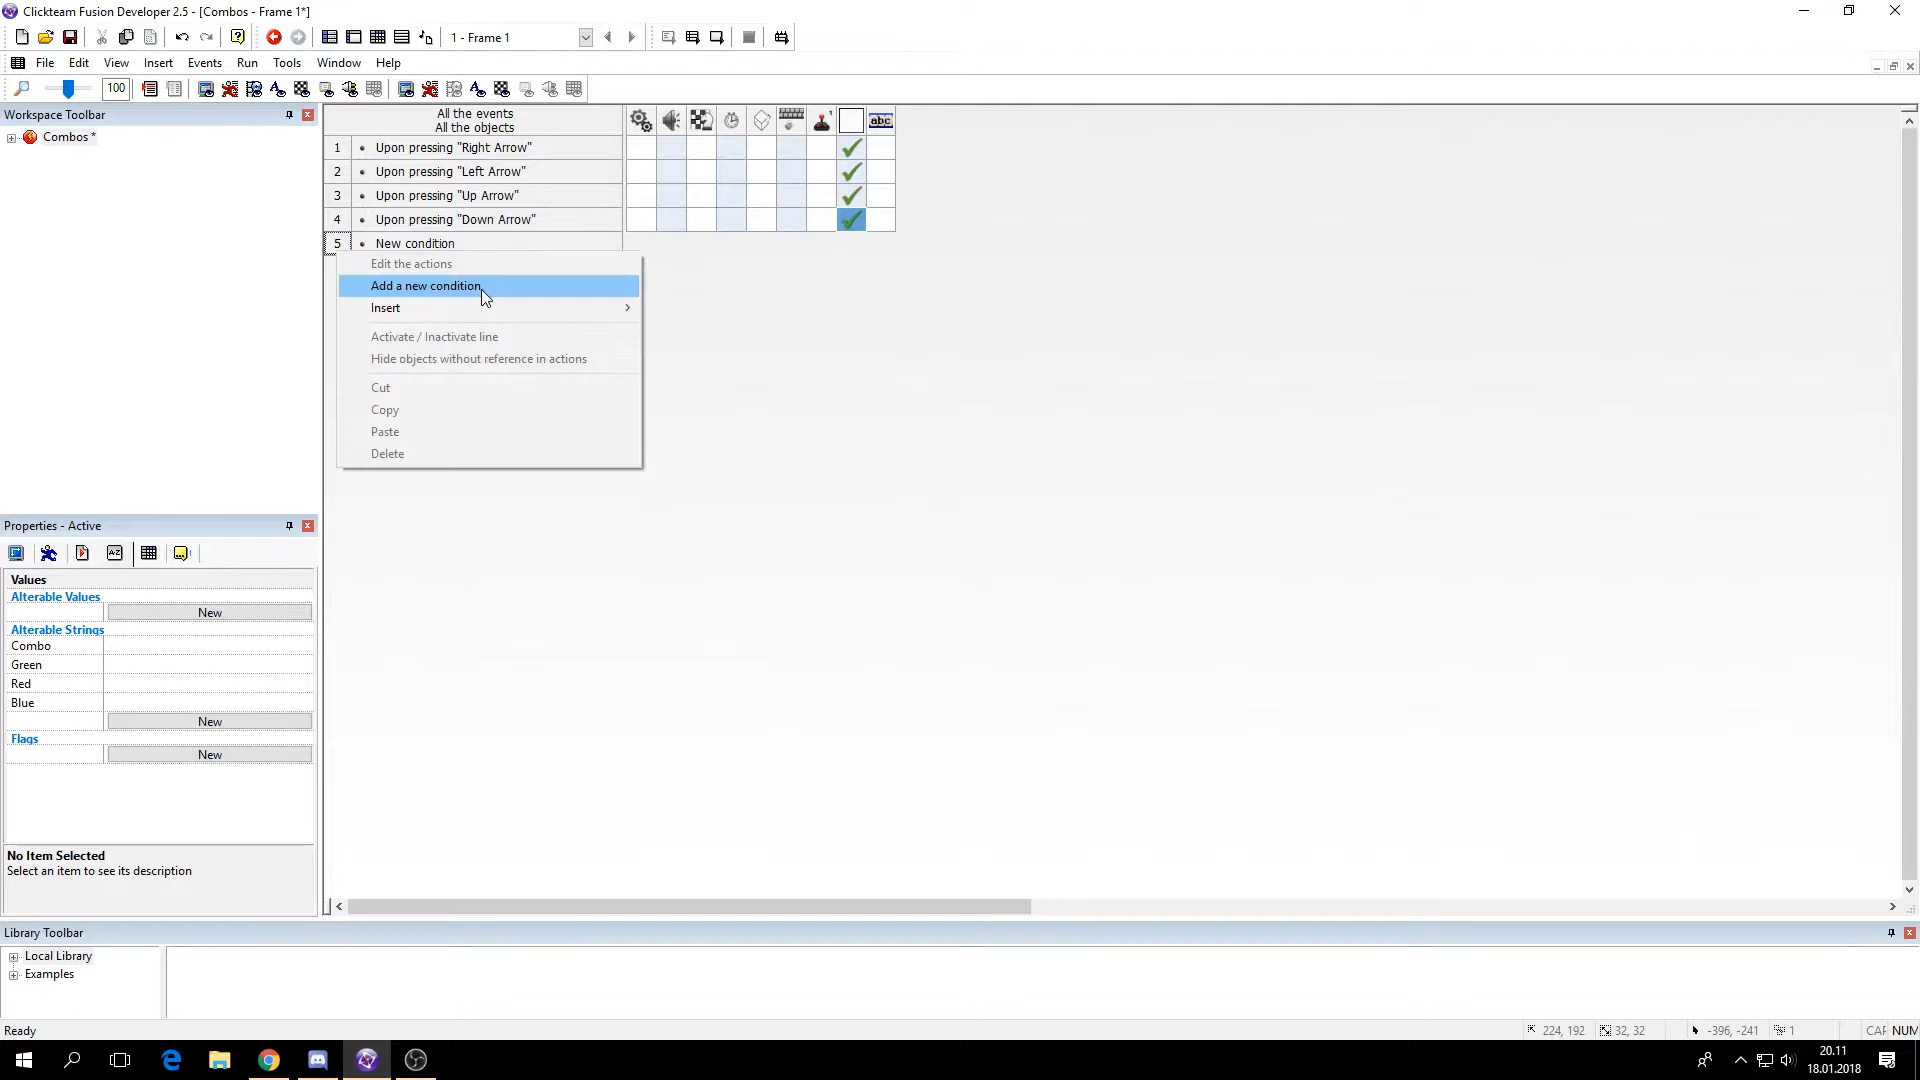 Clickteam Fusion Developer 2.5 - [Combos - Frame 1*]
1 - Frame 1
File Edit View Insert Events Run Tools Window Help
100
Workspace Toolbar
Combos *
All the events
All the objects
abc
1 • Upon pressing "Right Arrow"
2 • Upon pressing "Left Arrow"
3 • Upon pressing "Up Arrow"
4 • Upon pressing "Down Arrow"
5 • New condition
Edit the actions
Add a new condition
Insert
Activate / Inactivate line
Hide objects without reference in actions
Cut
Copy
Paste
Delete
Properties - Active
Values
Alterable Values
New
Alterable Strings
Combo
Green
Red
Blue
New
Flags
New
No Item Selected
Select an item to see its description
Library Toolbar
Local Library
Examples
Ready
224, 192 32, 32 -396, -241 1 CAP NUM
20.11
18.01.2018